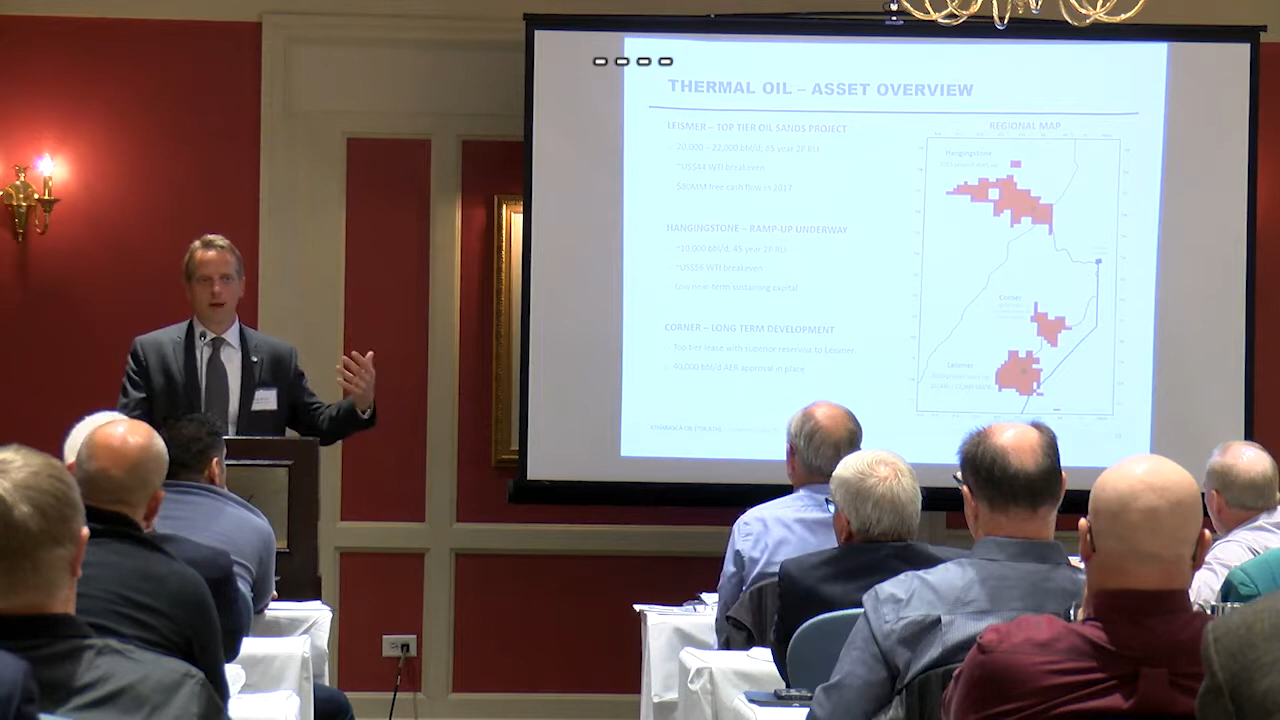 THERMAL OIL – ASSET OVERVIEW
LEISMER – TOP TIER OIL SANDS PROJECT
20,000 – 22,000 bbl/d; 65 year 2P RLI
~US$44 WTI breakeven
$80MM free cash flow in 2017
HANGINGSTONE – RAMP-UP UNDERWAY
~10,000 bbl/d; 45 year 2P RLI
~US$56 WTI breakeven
Low near-term sustaining capital
CORNER – LONG TERM DEVELOPMENT
Top tier lease with superior reservoir to Leismer
40,000 bbl/d AER approval in place
REGIONAL MAP
Hangingstone
Corner
Leismer
ATHABASCA OIL